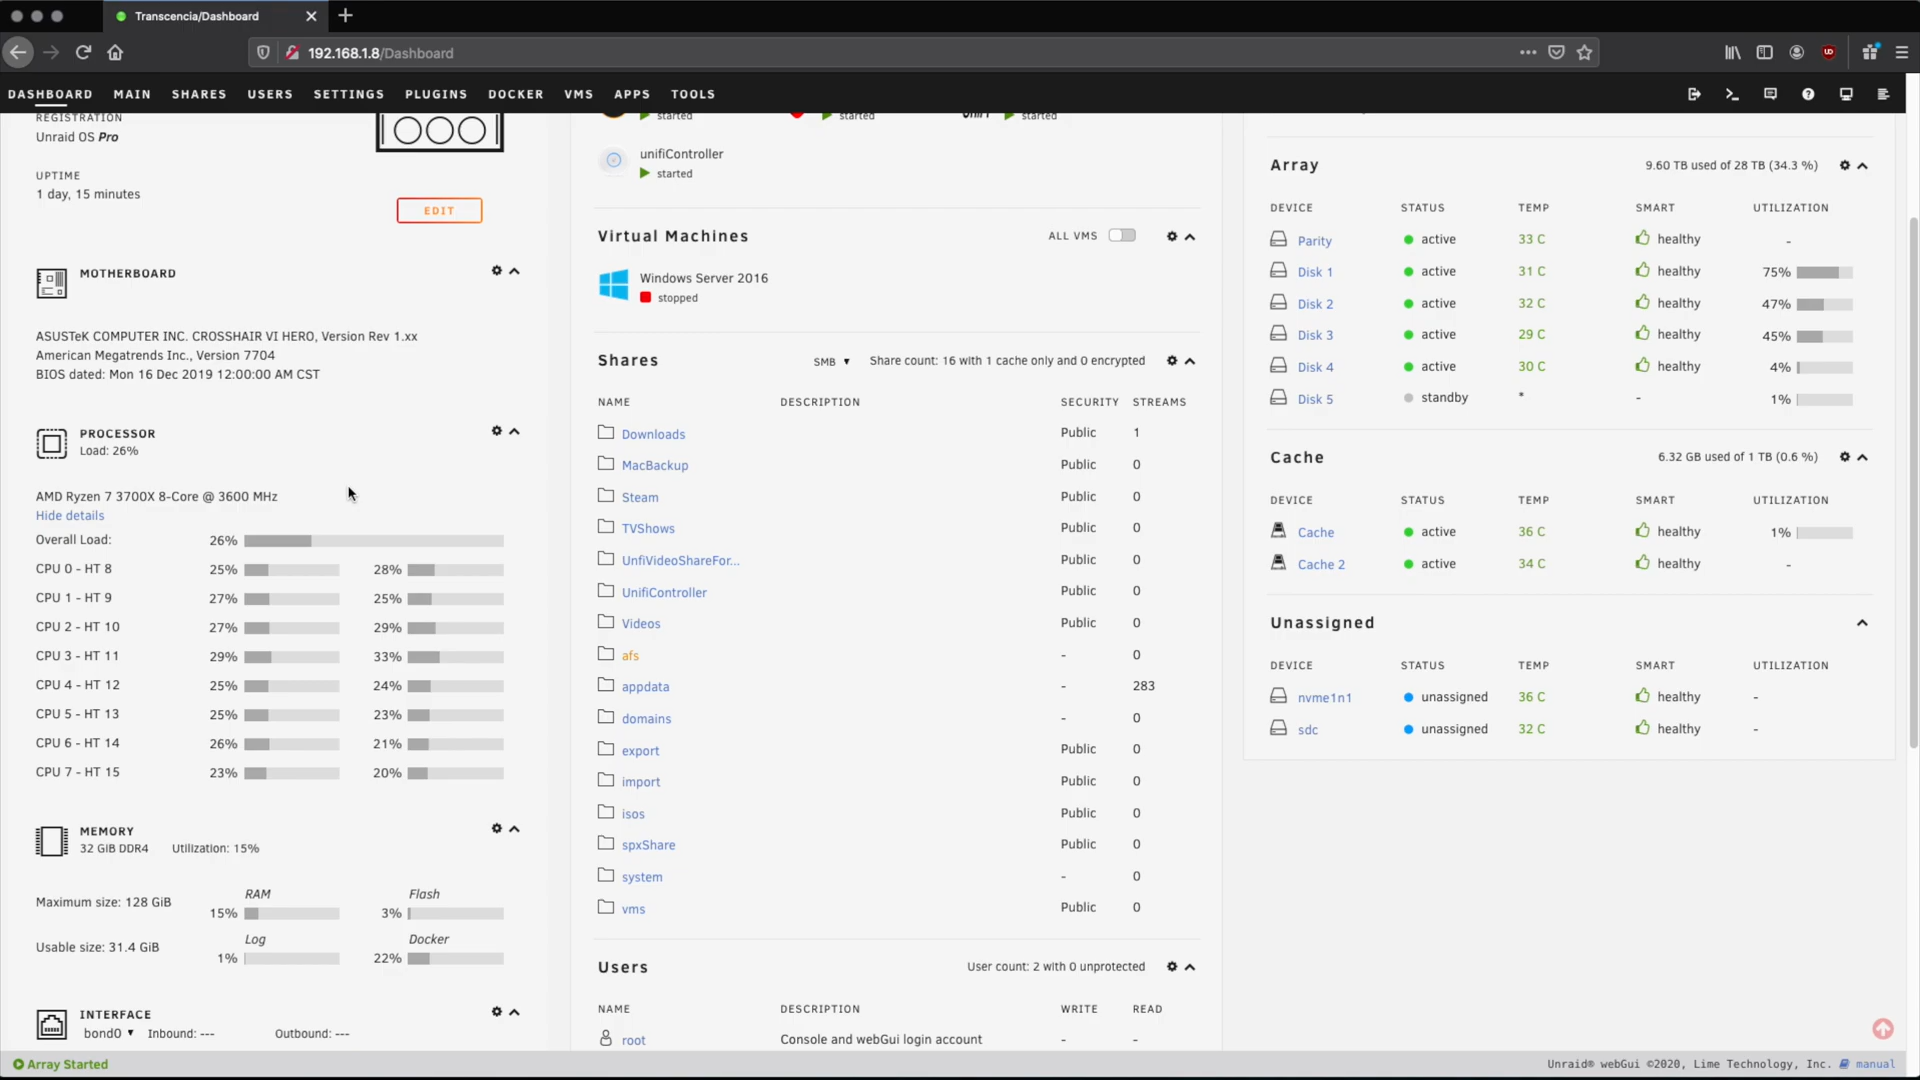 Transcencia/Dashboard
192.168.1.8/Dashboard
DASHBOARD MAIN SHARES USERS SETTINGS PLUGINS DOCKER VMS APPS TOOLS
REGISTRATION
Unraid OS Pro
UPTIME
1 day, 15 minutes
EDIT
MOTHERBOARD
ASUSTeK COMPUTER INC. CROSSHAIR VI HERO, Version Rev 1.xx
American Megatrends Inc., Version 7704
BIOS dated: Mon 16 Dec 2019 12:00:00 AM CST
PROCESSOR
Load: 26%
AMD Ryzen 7 3700X 8-Core @ 3600 MHz
Hide details
Overall Load: 26%
CPU 0 - HT 8 25% 28%
CPU 1 - HT 9 27% 25%
CPU 2 - HT 10 27% 29%
CPU 3 - HT 11 29% 33%
CPU 4 - HT 12 25% 24%
CPU 5 - HT 13 25% 23%
CPU 6 - HT 14 26% 21%
CPU 7 - HT 15 23% 20%
MEMORY
32 GiB DDR4 Utilization: 15%
RAM Flash
Maximum size: 128 GiB 15% 3%
Log Docker
Usable size: 31.4 GiB 1% 22%
INTERFACE
bond0 Inbound: --- Outbound: ---
started started started
unifiController
started
Virtual Machines ALL VMS
Windows Server 2016
stopped
Shares SMB Share count: 16 with 1 cache only and 0 encrypted
NAME DESCRIPTION SECURITY STREAMS
Downloads Public 1
MacBackup Public 0
Steam Public 0
TVShows Public 0
UnfiVideoShareFor... Public 0
UnifiController Public 0
Videos Public 0
afs - 0
appdata - 283
domains - 0
export Public 0
import Public 0
isos Public 0
spxShare Public 0
system - 0
vms Public 0
Users User count: 2 with 0 unprotected
NAME DESCRIPTION WRITE READ
root Console and webGui login account - -
Array 9.60 TB used of 28 TB (34.3 %)
DEVICE STATUS TEMP SMART UTILIZATION
Parity active 33 C healthy -
Disk 1 active 31 C healthy 75%
Disk 2 active 32 C healthy 47%
Disk 3 active 29 C healthy 45%
Disk 4 active 30 C healthy 4%
Disk 5 standby * - 1%
Cache 6.32 GB used of 1 TB (0.6 %)
DEVICE STATUS TEMP SMART UTILIZATION
Cache active 36 C healthy 1%
Cache 2 active 34 C healthy -
Unassigned
DEVICE STATUS TEMP SMART UTILIZATION
nvme1n1 unassigned 36 C healthy -
sdc unassigned 32 C healthy -
Array Started
Unraid® webGui ©2020, Lime Technology, Inc. manual